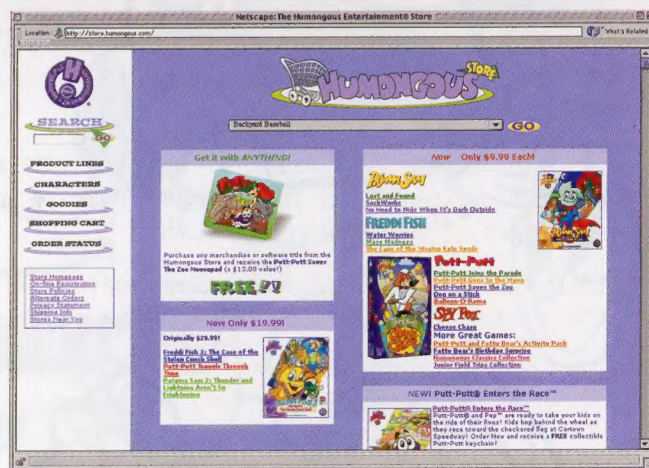 Netscape: The Humongous Entertainment® Store
Location: http://store.humongous.com/
What's Related
HUMONGOUS STORE
SEARCH
GO
Backyard Baseball
GO
PRODUCT LINES
CHARACTERS
GOODIES
SHOPPING CART
ORDER STATUS
Store Homepage
On-line Registration
Store Policies
Alternate Orders
Privacy Statement
Shipping Info
Stores Near You
Get it with ANYTHING!
Purchase any merchandise or software title from the
Humongous Store and receive the Putt-Putt Saves
The Zoo Mousepad (a $12.00 value!)
FREE!!
Now Only $19.99!
Originally $29.99!
Freddi Fish 3: The Case of the
Stolen Conch Shell
Putt-Putt Travels Through
Time
Pajama Sam 2: Thunder and
Lightning Aren't So
Frightening
Now Only $9.99 Each!
PAJAMA SAM
Lost and Found
SockWorks
No Need to Hide When It's Dark Outside
FREDDI FISH
Water Worries
Maze Madness
The Case of the Missing Kelp Seeds
Putt-Putt
Putt-Putt Joins the Parade
Putt-Putt Goes to the Moon
Putt-Putt Saves the Zoo
Dog on a Stick
Balloon-O-Rama
SPY FOX
Cheese Chase
More Great Games:
Putt-Putt and Fatty Bear's Activity Pack
Fatty Bear's Birthday Surprise
Humongous Classics Collection
Junior Field Trips Collection
NEW! Putt-Putt® Enters the Race™
Putt-Putt® Enters the Race™
Putt-Putt® and Pep™ are ready to take your kids on
the ride of their lives! Kids hop behind the wheel as
they race toward the checkered flag at Cartown
Speedway! Order Now and receive a FREE collectible
Putt-Putt keychain!